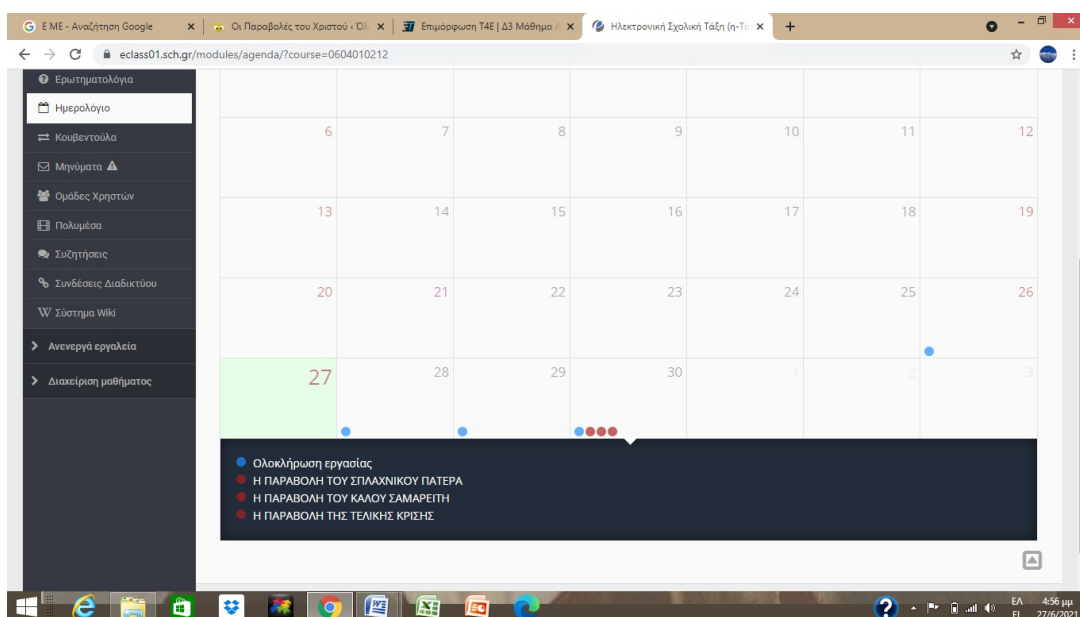 Ε ΜΕ - Αναζήτηση Google
Οι Παραβολές του Χριστού ‹ Όλ
Επιμόρφωση Τ4Ε | Δ3 Μάθημα
Ηλεκτρονική Σχολική Τάξη (η-Τά
eclass01.sch.gr/modules/agenda/?course=0604010212
Ερωτηματολόγια
Ημερολόγιο
Κουβεντούλα
Μηνύματα
Ομάδες Χρηστών
Πολυμέσα
Συζητήσεις
Συνδέσεις Διαδικτύου
Σύστημα Wiki
Ανενεργά εργαλεία
Διαχείριση μαθήματος
6 7 8 9 10 11 12
13 14 15 16 17 18 19
20 21 22 23 24 25 26
27 28 29 30 1 2 3
Ολοκλήρωση εργασίας
Η ΠΑΡΑΒΟΛΗ ΤΟΥ ΣΠΛΑΧΝΙΚΟΥ ΠΑΤΕΡΑ
Η ΠΑΡΑΒΟΛΗ ΤΟΥ ΚΑΛΟΥ ΣΑΜΑΡΕΙΤΗ
Η ΠΑΡΑΒΟΛΗ ΤΗΣ ΤΕΛΙΚΗΣ ΚΡΙΣΗΣ
ΕΛ 4:56 μμ
27/6/2021